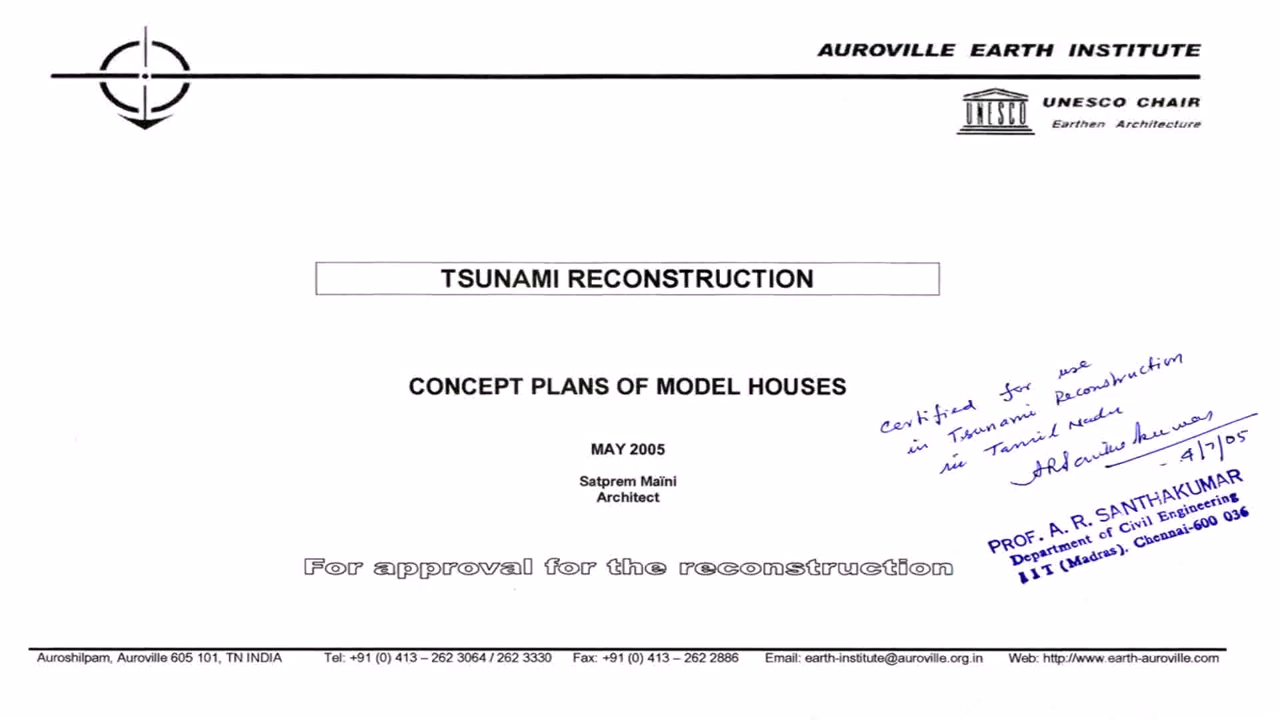 AUROVILLE EARTH INSTITUTE
UNESCO
UNESCO CHAIR
Earthen Architecture
TSUNAMI RECONSTRUCTION
CONCEPT PLANS OF MODEL HOUSES
MAY 2005
Satprem Maïni
Architect
For approval for the reconstruction
Certified for use
in Tsunami Reconstruction
in Tamil Nadu
ARSanthakumar
4/7/05
PROF. A. R. SANTHAKUMAR
Department of Civil Engineering
IIT (Madras), Chennai-600 036
Auroshilpam, Auroville 605 101, TN INDIA Tel: +91 (0) 413 – 262 3064 / 262 3330 Fax: +91 (0) 413 – 262 2886 Email: earth-institute@auroville.org.in Web: http://www.earth-auroville.com